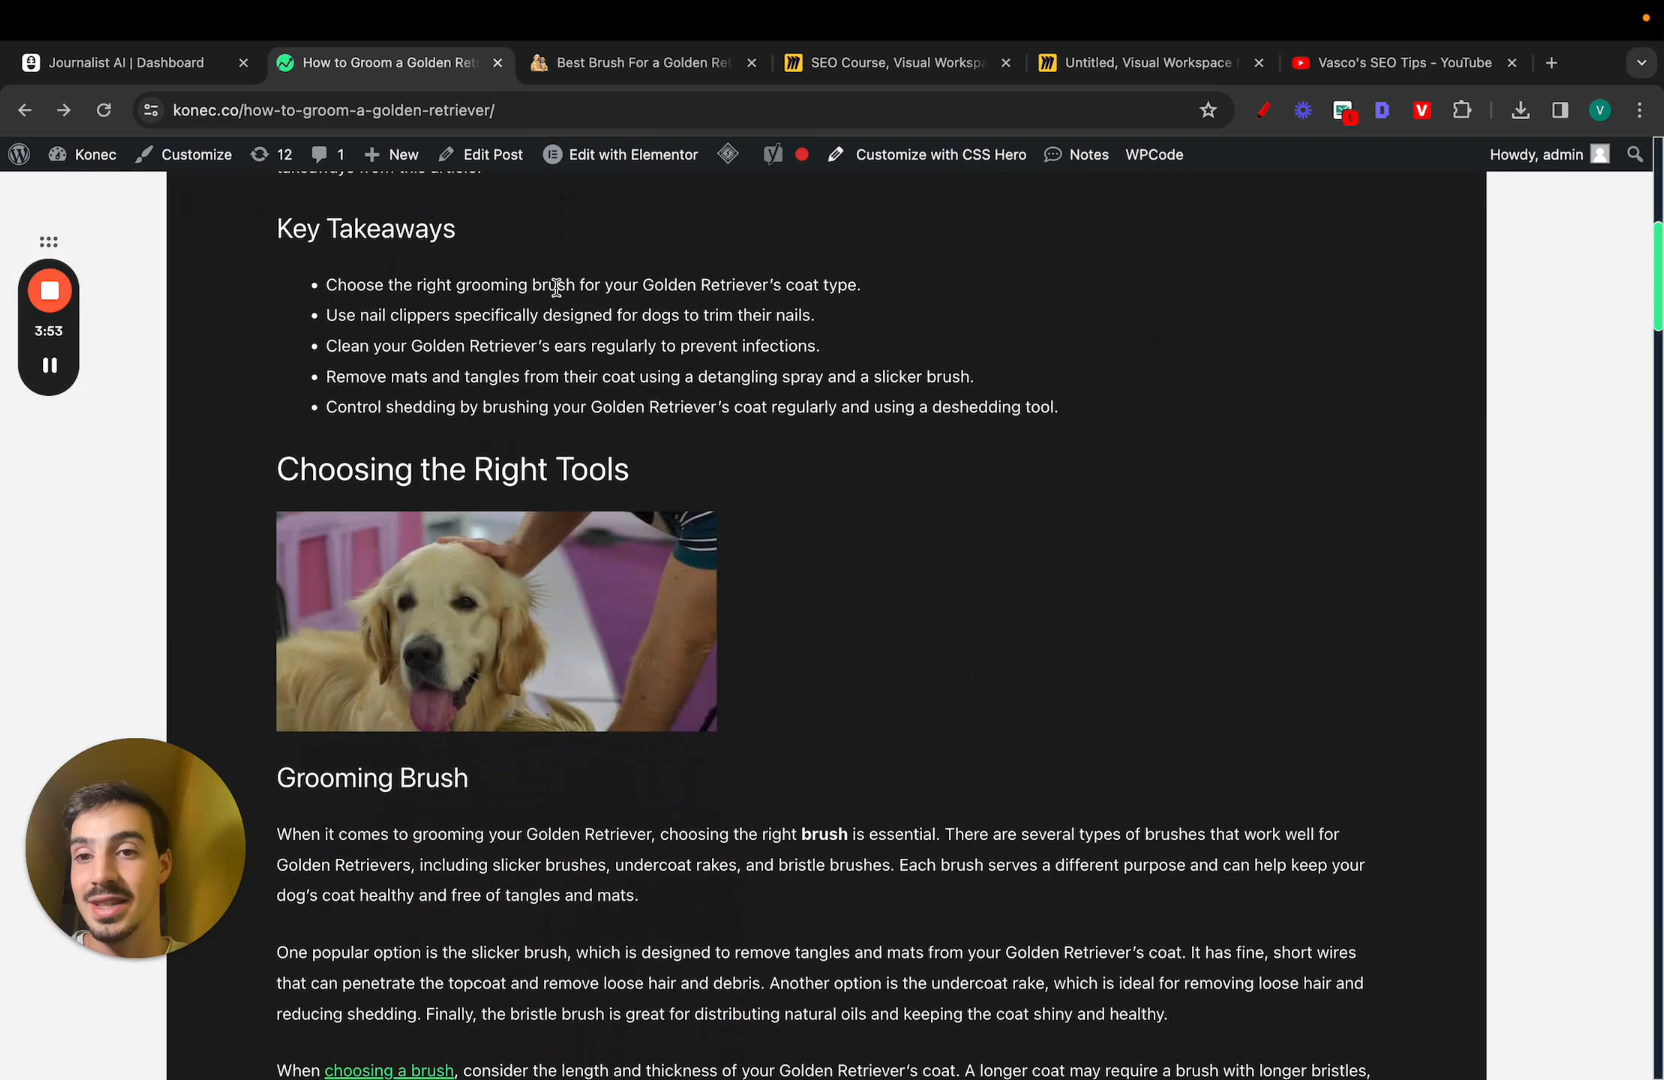 Journalist AI | Dashboard
How to Groom a Golden Ret
Best Brush For a Golden Ret
SEO Course, Visual Workspa
Untitled, Visual Workspace f
Vasco's SEO Tips - YouTube
konec.co/how-to-groom-a-golden-retriever/
1
V
V
Konec
Customize
12
1
New
Edit Post
Edit with Elementor
Customize with CSS Hero
Notes
WPCode
Howdy, admin
takeaways from this article.
Key Takeaways
• Choose the right grooming brush for your Golden Retriever’s coat type.
• Use nail clippers specifically designed for dogs to trim their nails.
• Clean your Golden Retriever’s ears regularly to prevent infections.
• Remove mats and tangles from their coat using a detangling spray and a slicker brush.
• Control shedding by brushing your Golden Retriever’s coat regularly and using a deshedding tool.
3:53
Choosing the Right Tools
Grooming Brush
When it comes to grooming your Golden Retriever, choosing the right brush is essential. There are several types of brushes that work well for
Golden Retrievers, including slicker brushes, undercoat rakes, and bristle brushes. Each brush serves a different purpose and can help keep your
dog’s coat healthy and free of tangles and mats.
One popular option is the slicker brush, which is designed to remove tangles and mats from your Golden Retriever’s coat. It has fine, short wires
that can penetrate the topcoat and remove loose hair and debris. Another option is the undercoat rake, which is ideal for removing loose hair and
reducing shedding. Finally, the bristle brush is great for distributing natural oils and keeping the coat shiny and healthy.
When choosing a brush, consider the length and thickness of your Golden Retriever’s coat. A longer coat may require a brush with longer bristles,